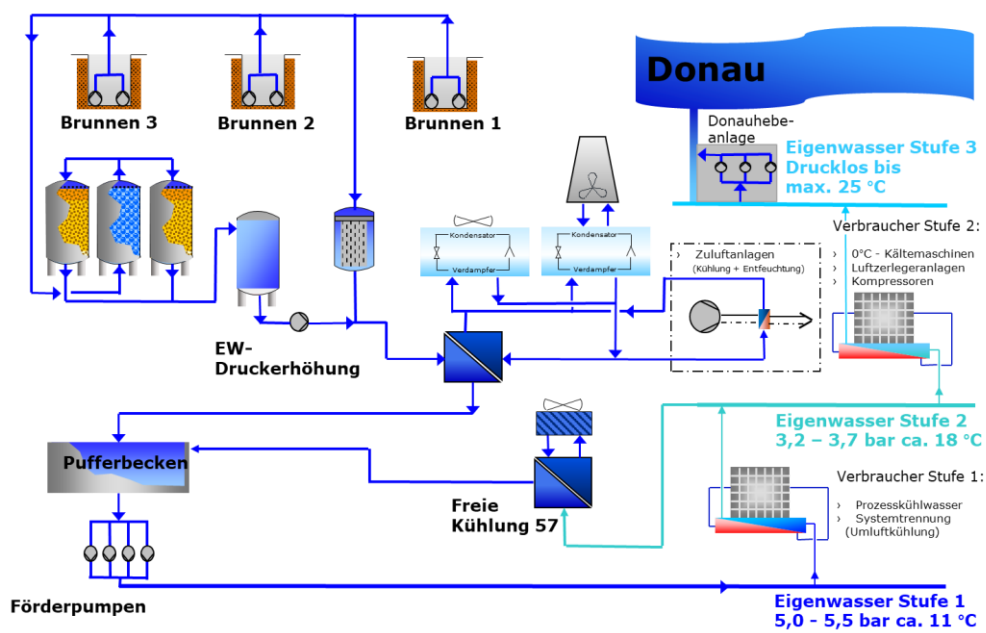 Brunnen 3
Brunnen 2
Brunnen 1
Donau
Donauhebe-
anlage
Eigenwasser Stufe 3
Drucklos bis
max. 25 °C
Verbraucher Stufe 2:
› 0°C - Kältemaschinen
› Luftzerlegeranlagen
› Kompressoren
Kondensator
Verdampfer
Kondensator
Verdampfer
› Zuluftanlagen
(Kühlung + Entfeuchtung)
EW-
Druckerhöhung
Eigenwasser Stufe 2
3,2 – 3,7 bar ca. 18 °C
Pufferbecken
Freie
Kühlung 57
Verbraucher Stufe 1:
› Prozesskühlwasser
› Systemtrennung
(Umluftkühlung)
Förderpumpen
Eigenwasser Stufe 1
5,0 - 5,5 bar ca. 11 °C